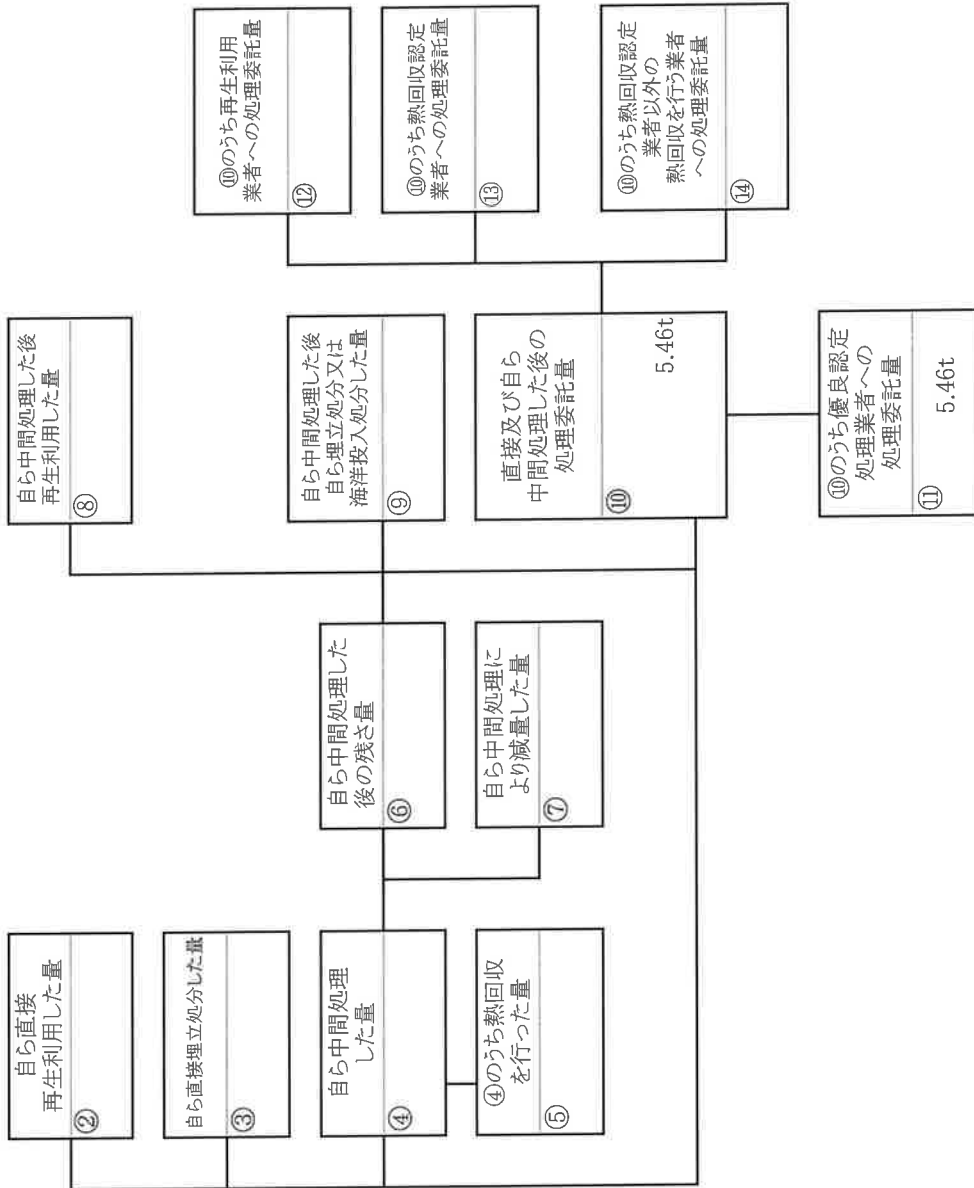 自ら直接
再生利用した量
②
自ら直接埋立処分した量
③
自ら中間処理
した量
④
④のうち熱回収
を行った量
⑤
自ら中間処理した
後の残さ量
⑥
自ら中間処理に
より減量した量
⑦
自ら中間処理した後
再生利用した量
⑧
自ら中間処理した後
自ら埋立処分又は
海洋投入処分した量
⑨
直接及び自ら
中間処理した後の
処理委託量
⑩
5.46t
⑩のうち優良認定
処理業者への
処理委託量
⑪
5.46t
⑩のうち再生利用
業者への処理委託量
⑫
⑩のうち熱回収認定
業者への処理委託量
⑬
⑩のうち熱回収認定
業者以外の
熱回収を行う業者
への処理委託量
⑭